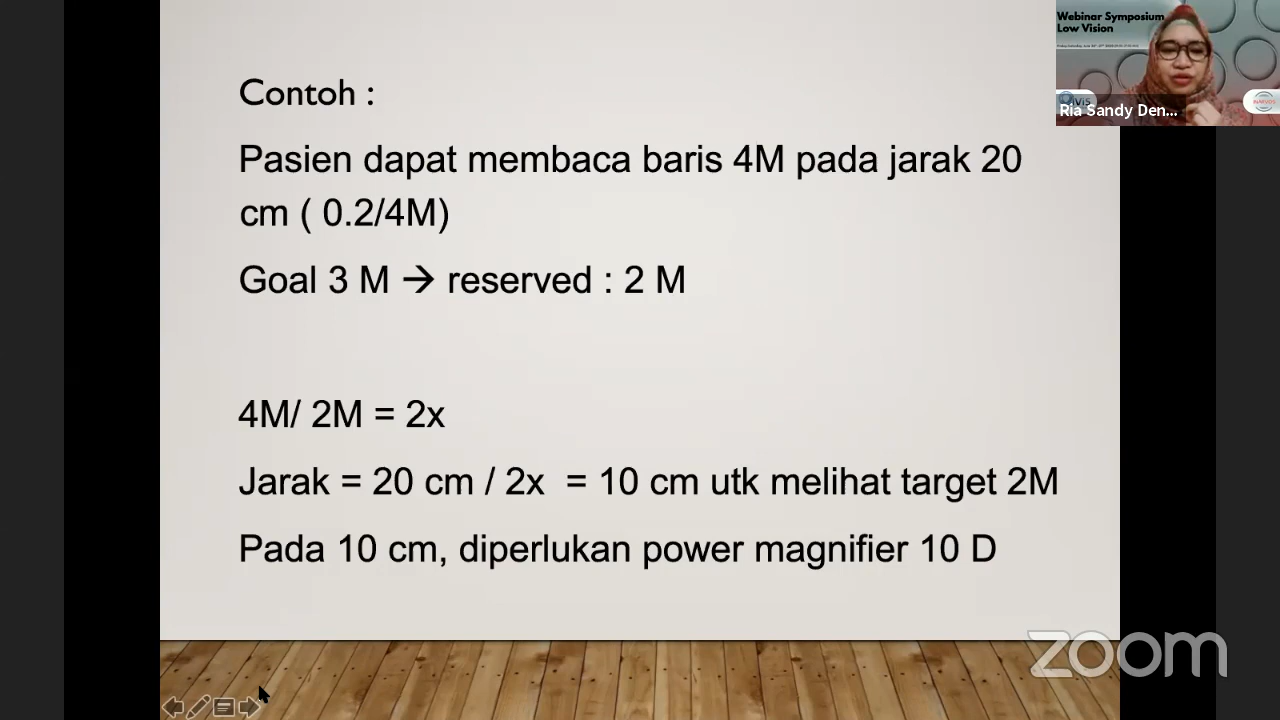 Webinar Symposium
Low Vision
Ria Sandy Den...
Contoh :
Pasien dapat membaca baris 4M pada jarak 20
cm ( 0.2/4M)
Goal 3 M → reserved : 2 M
4M/ 2M = 2x
Jarak = 20 cm / 2x = 10 cm utk melihat target 2M
Pada 10 cm, diperlukan power magnifier 10 D
zoom